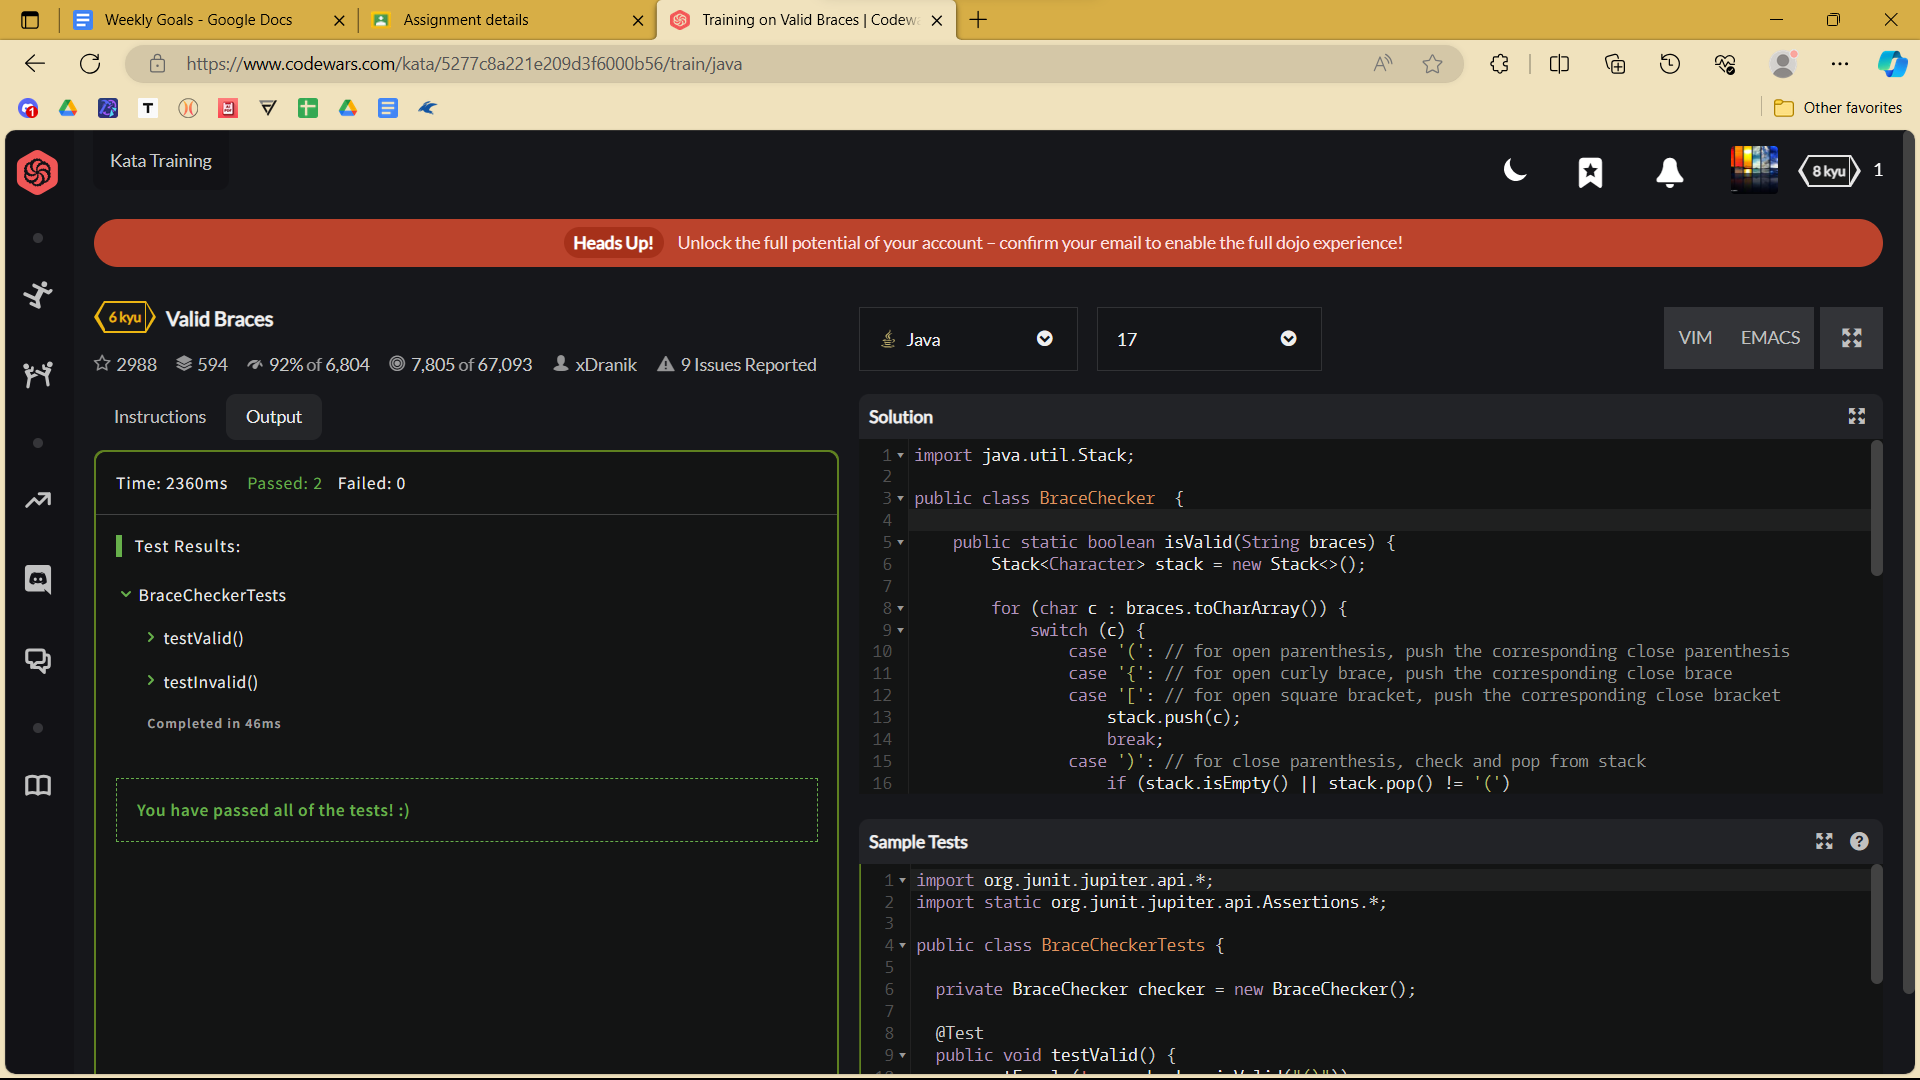 Weekly Goals - Google Docs
Assignment details
Training on Valid Braces | Codewa
https://www.codewars.com/kata/5277c8a221e209d3f6000b56/train/java
Other favorites
Kata Training
8 kyu
1
Heads Up! Unlock the full potential of your account – confirm your email to enable the full dojo experience!
6 kyu
Valid Braces
2988
594
92% of 6,804
7,805 of 67,093
xDranik
9 Issues Reported
Java
17
VIM
EMACS
Instructions
Output
Time: 2360ms Passed: 2 Failed: 0
Test Results:
BraceCheckerTests
testValid()
testInvalid()
Completed in 46ms
You have passed all of the tests! :)
Solution
1 import java.util.Stack;
2
3 public class BraceChecker  {
4
5     public static boolean isValid(String braces) {
6         Stack<Character> stack = new Stack<>();
7
8         for (char c : braces.toCharArray()) {
9             switch (c) {
10                 case '(': // for open parenthesis, push the corresponding close parenthesis
11                 case '{': // for open curly brace, push the corresponding close brace
12                 case '[': // for open square bracket, push the corresponding close bracket
13                     stack.push(c);
14                     break;
15                 case ')': // for close parenthesis, check and pop from stack
16                     if (stack.isEmpty() || stack.pop() != '(')
Sample Tests
1 import org.junit.jupiter.api.*;
2 import static org.junit.jupiter.api.Assertions.*;
3
4 public class BraceCheckerTests {
5
6   private BraceChecker checker = new BraceChecker();
7
8   @Test
9   public void testValid() {